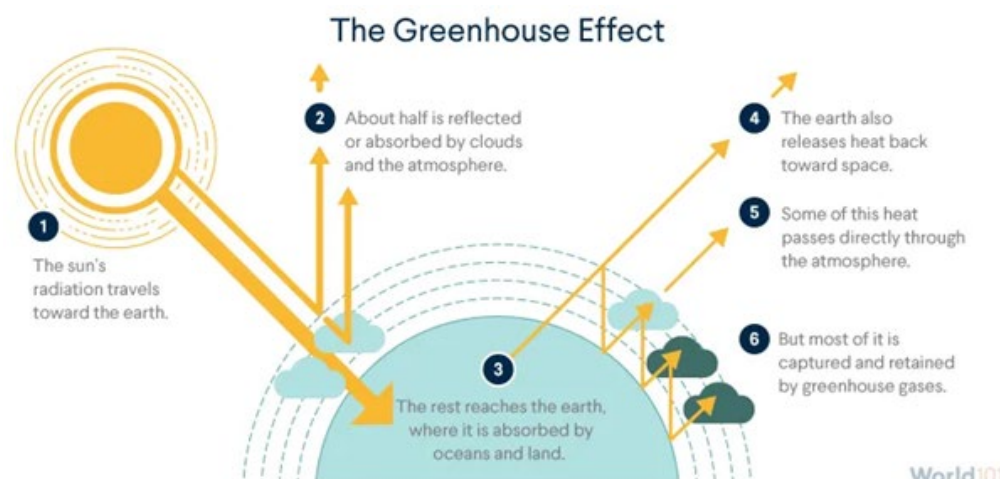 The Greenhouse Effect
1
The sun's
radiation travels
toward the earth.
2
About half is reflected
or absorbed by clouds
and the atmosphere.
3
The rest reaches the earth,
where it is absorbed by
oceans and land.
4
The earth also
releases heat back
toward space.
5
Some of this heat
passes directly through
the atmosphere.
6
But most of it is
captured and retained
by greenhouse gases.